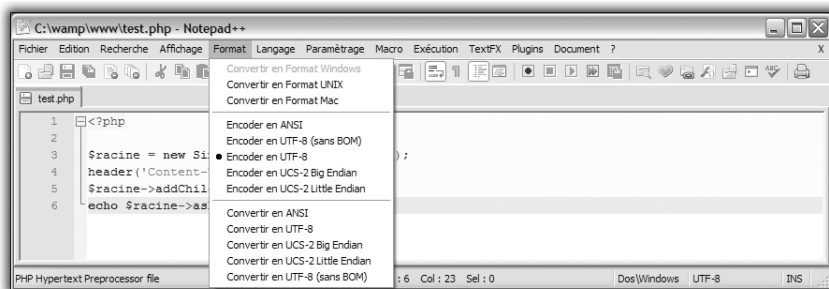 C:\wamp\www\test.php - Notepad++
Fichier Edition Recherche Affichage Format Langage Paramètrage Macro Exécution TextFX Plugins Document ? X
Convertir en Format Windows
Convertir en Format UNIX
Convertir en Format Mac
Encoder en ANSI
Encoder en UTF-8 (sans BOM)
Encoder en UTF-8
Encoder en UCS-2 Big Endian
Encoder en UCS-2 Little Endian
Convertir en ANSI
Convertir en UTF-8
Convertir en UCS-2 Big Endian
Convertir en UCS-2 Little Endian
Convertir en UTF-8 (sans BOM)
test.php
1 <?php
2
3 $racine = new Si );
4 header('Content-
5 $racine->addChil
6 echo $racine->as
PHP Hypertext Preprocessor file : 6 Col : 23 Sel : 0 Dos\Windows UTF-8 INS